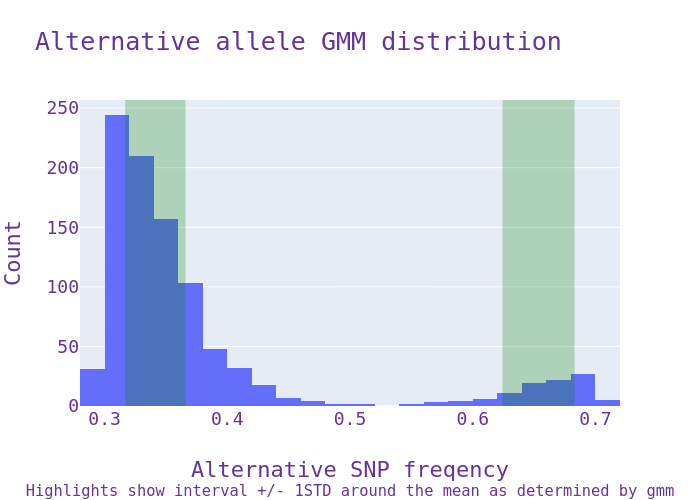 Alternative allele GMM distribution
Count
250
200
150
100
50
0
0.3 0.4 0.5 0.6 0.7
Alternative SNP freqency
Highlights show interval +/- 1STD around the mean as determined by gmm